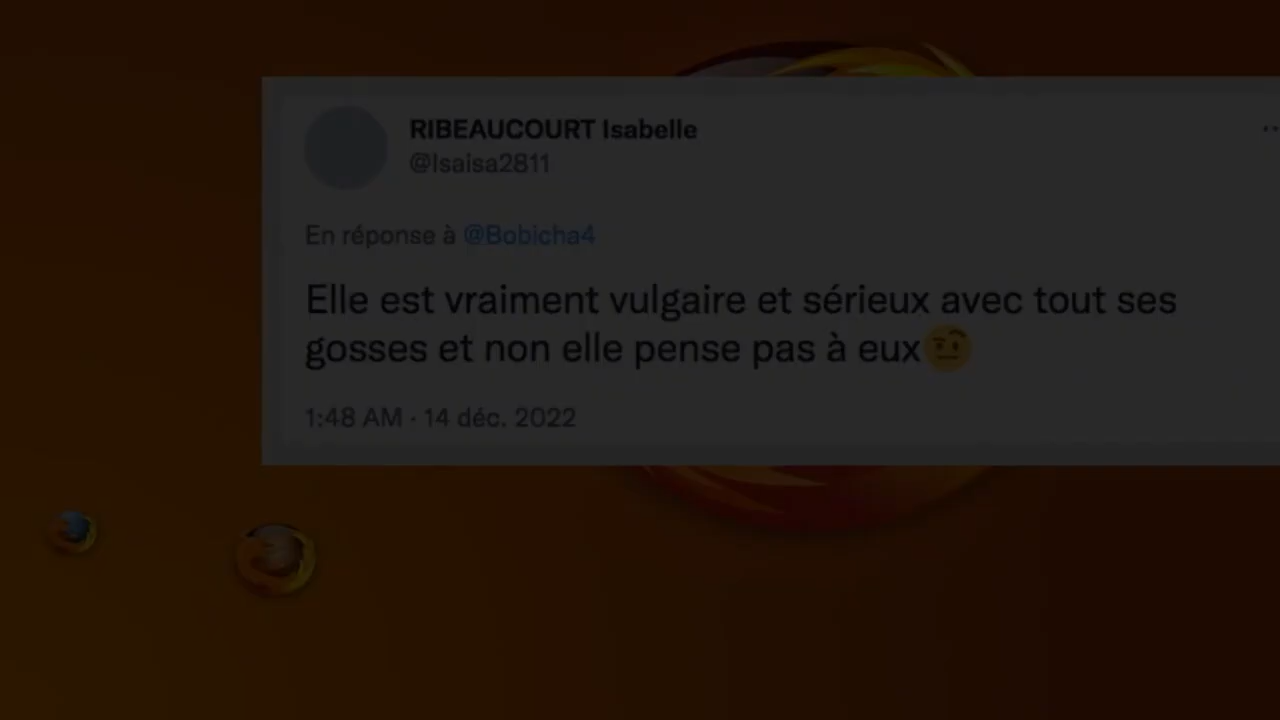 RIBEAUCOURT Isabelle
@Isaisa2811
En réponse à @Bobicha4
Elle est vraiment vulgaire et sérieux avec tout ses
gosses et non elle pense pas à eux🤨
1:48 AM · 14 déc. 2022